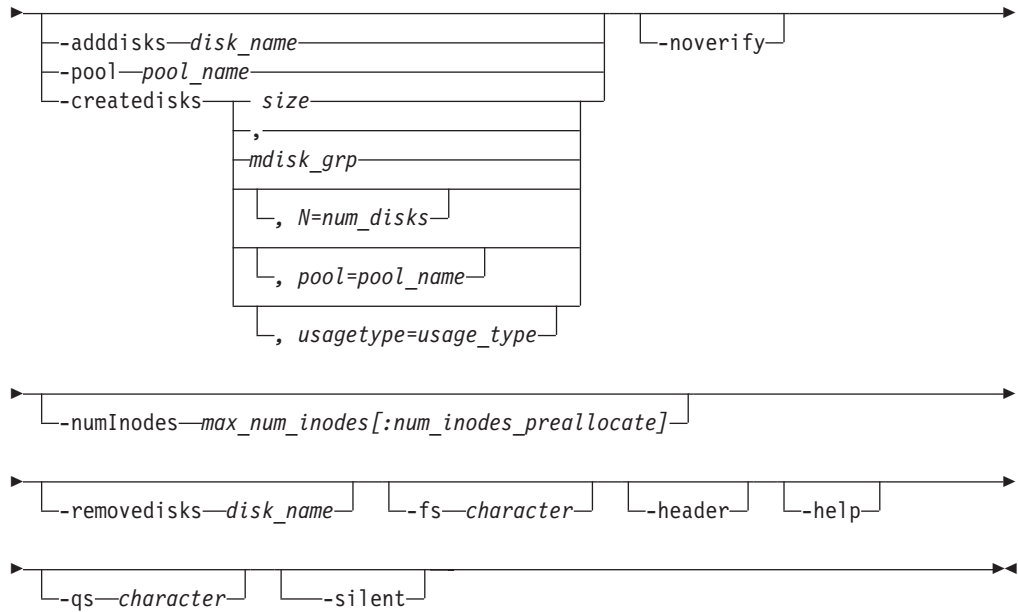 -adddisks disk_name
-noverify
-pool pool_name
-createdisks size
,
mdisk_grp
, N=num_disks
, pool=pool_name
, usagetype=usage_type
-numInodes max_num_inodes[:num_inodes_preallocate]
-removedisks disk_name -fs character -header -help
-qs character -silent